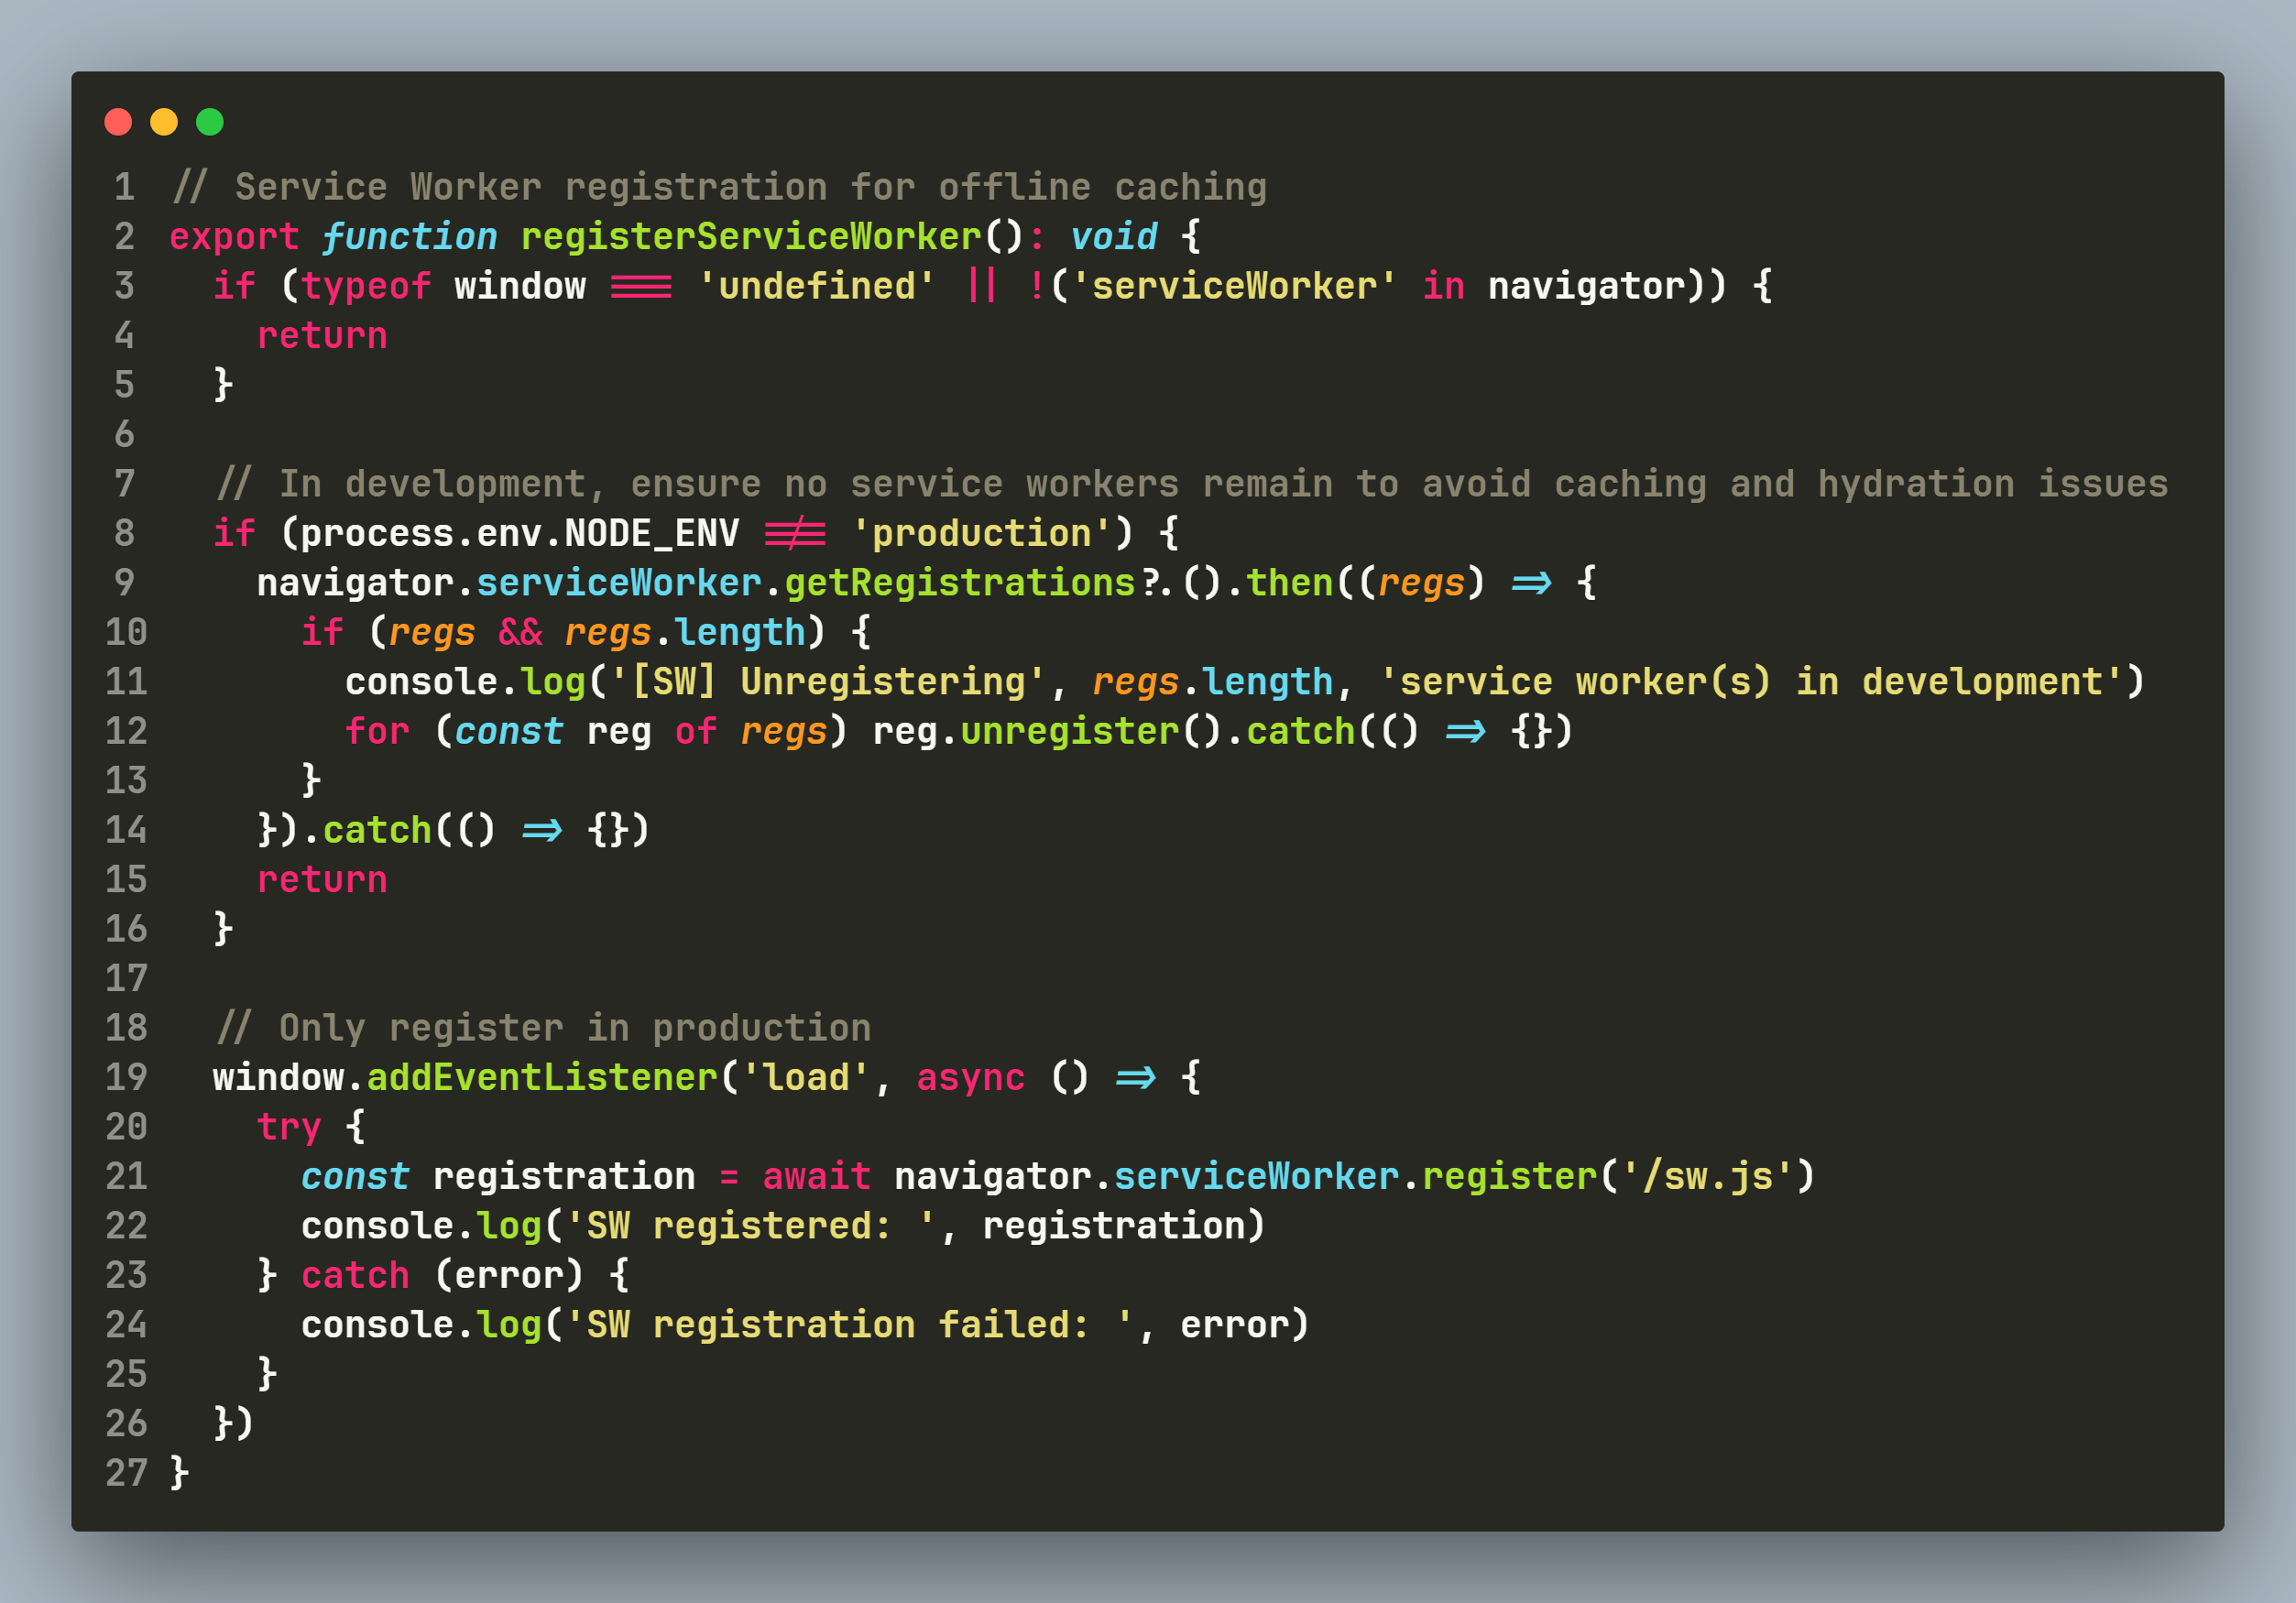 1 // Service Worker registration for offline caching
2 export function registerServiceWorker(): void {
3   if (typeof window === 'undefined' || !('serviceWorker' in navigator)) {
4     return
5   }
6
7   // In development, ensure no service workers remain to avoid caching and hydration issues
8   if (process.env.NODE_ENV !== 'production') {
9     navigator.serviceWorker.getRegistrations?.().then((regs) => {
10       if (regs && regs.length) {
11         console.log('[SW] Unregistering', regs.length, 'service worker(s) in development')
12         for (const reg of regs) reg.unregister().catch(() => {})
13       }
14     }).catch(() => {})
15     return
16   }
17
18   // Only register in production
19   window.addEventListener('load', async () => {
20     try {
21       const registration = await navigator.serviceWorker.register('/sw.js')
22       console.log('SW registered: ', registration)
23     } catch (error) {
24       console.log('SW registration failed: ', error)
25     }
26   })
27 }